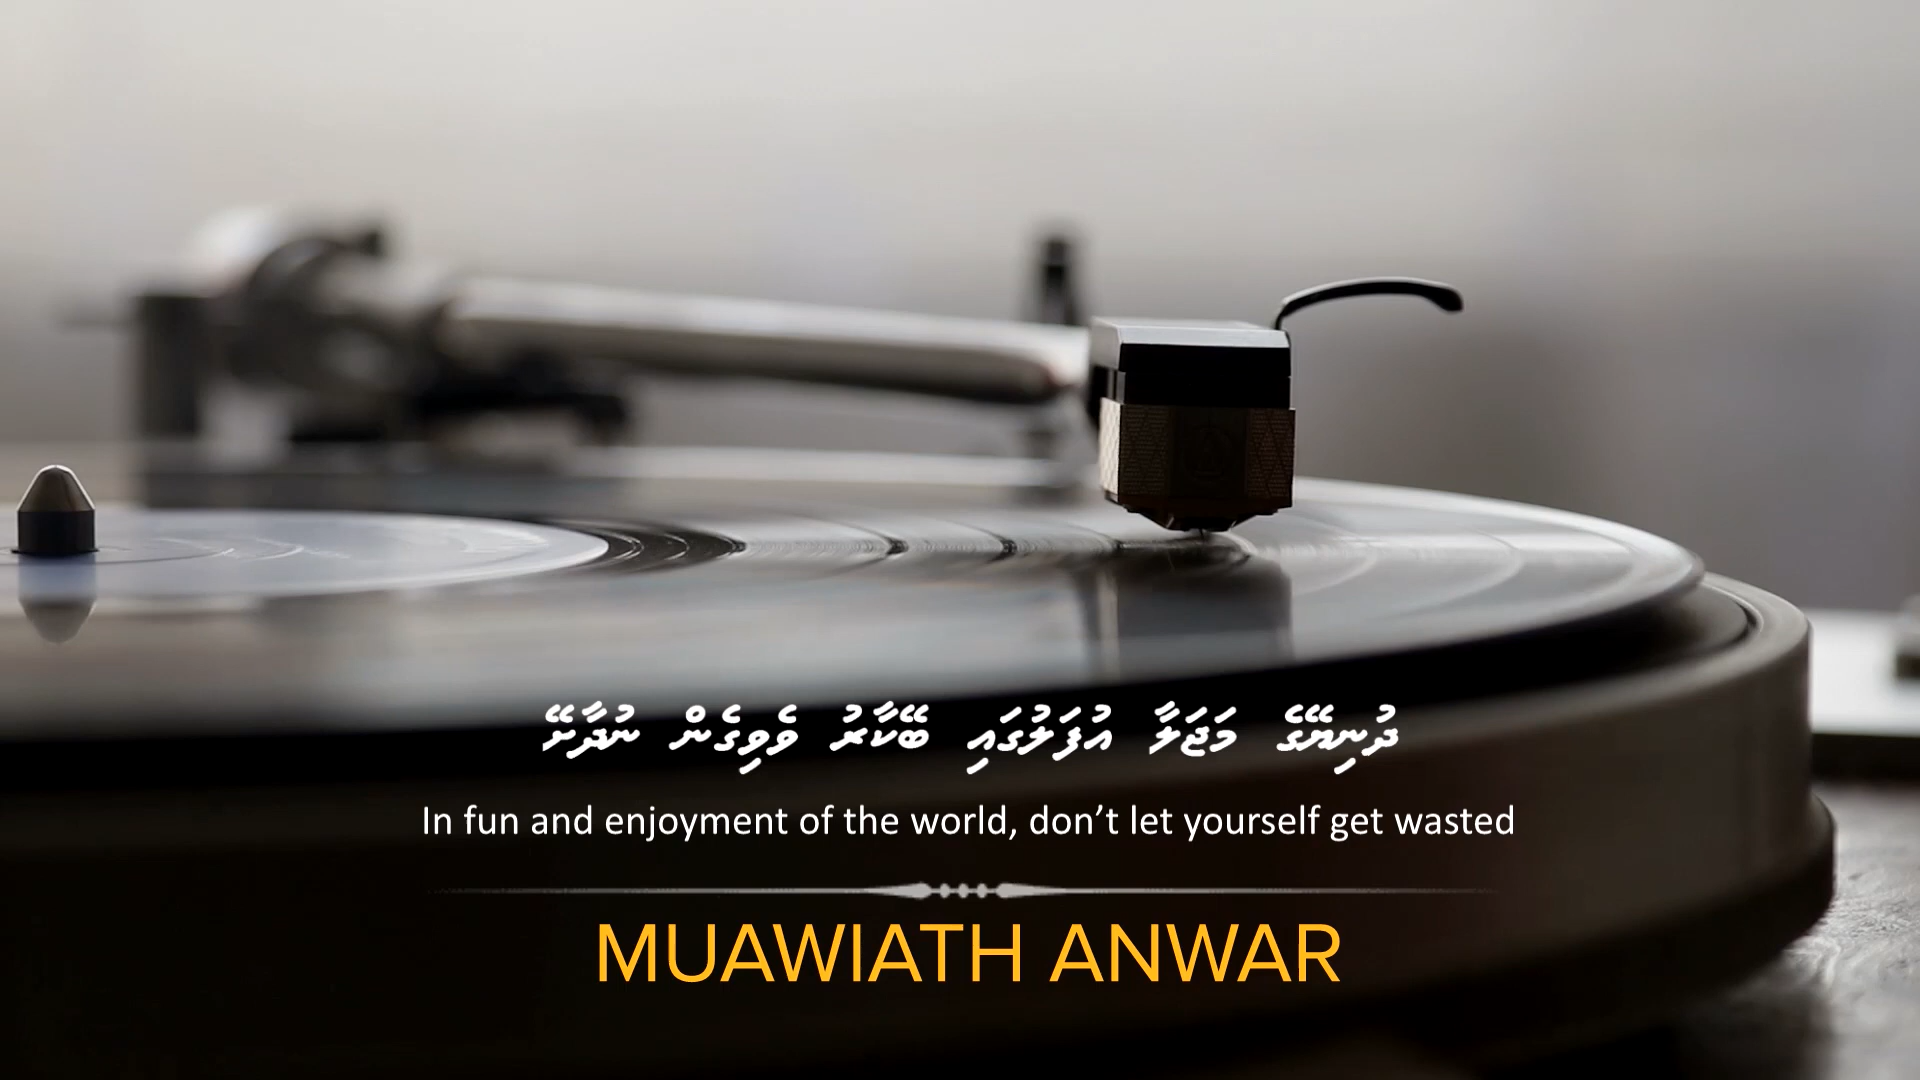 ދުނިޔޭގެ މަޖަލާ އުފަލުގައި ބޭކާރު ވެވިގެން ނުދާށޭ
In fun and enjoyment of the world, don’t let yourself get wasted
MUAWIATH ANWAR